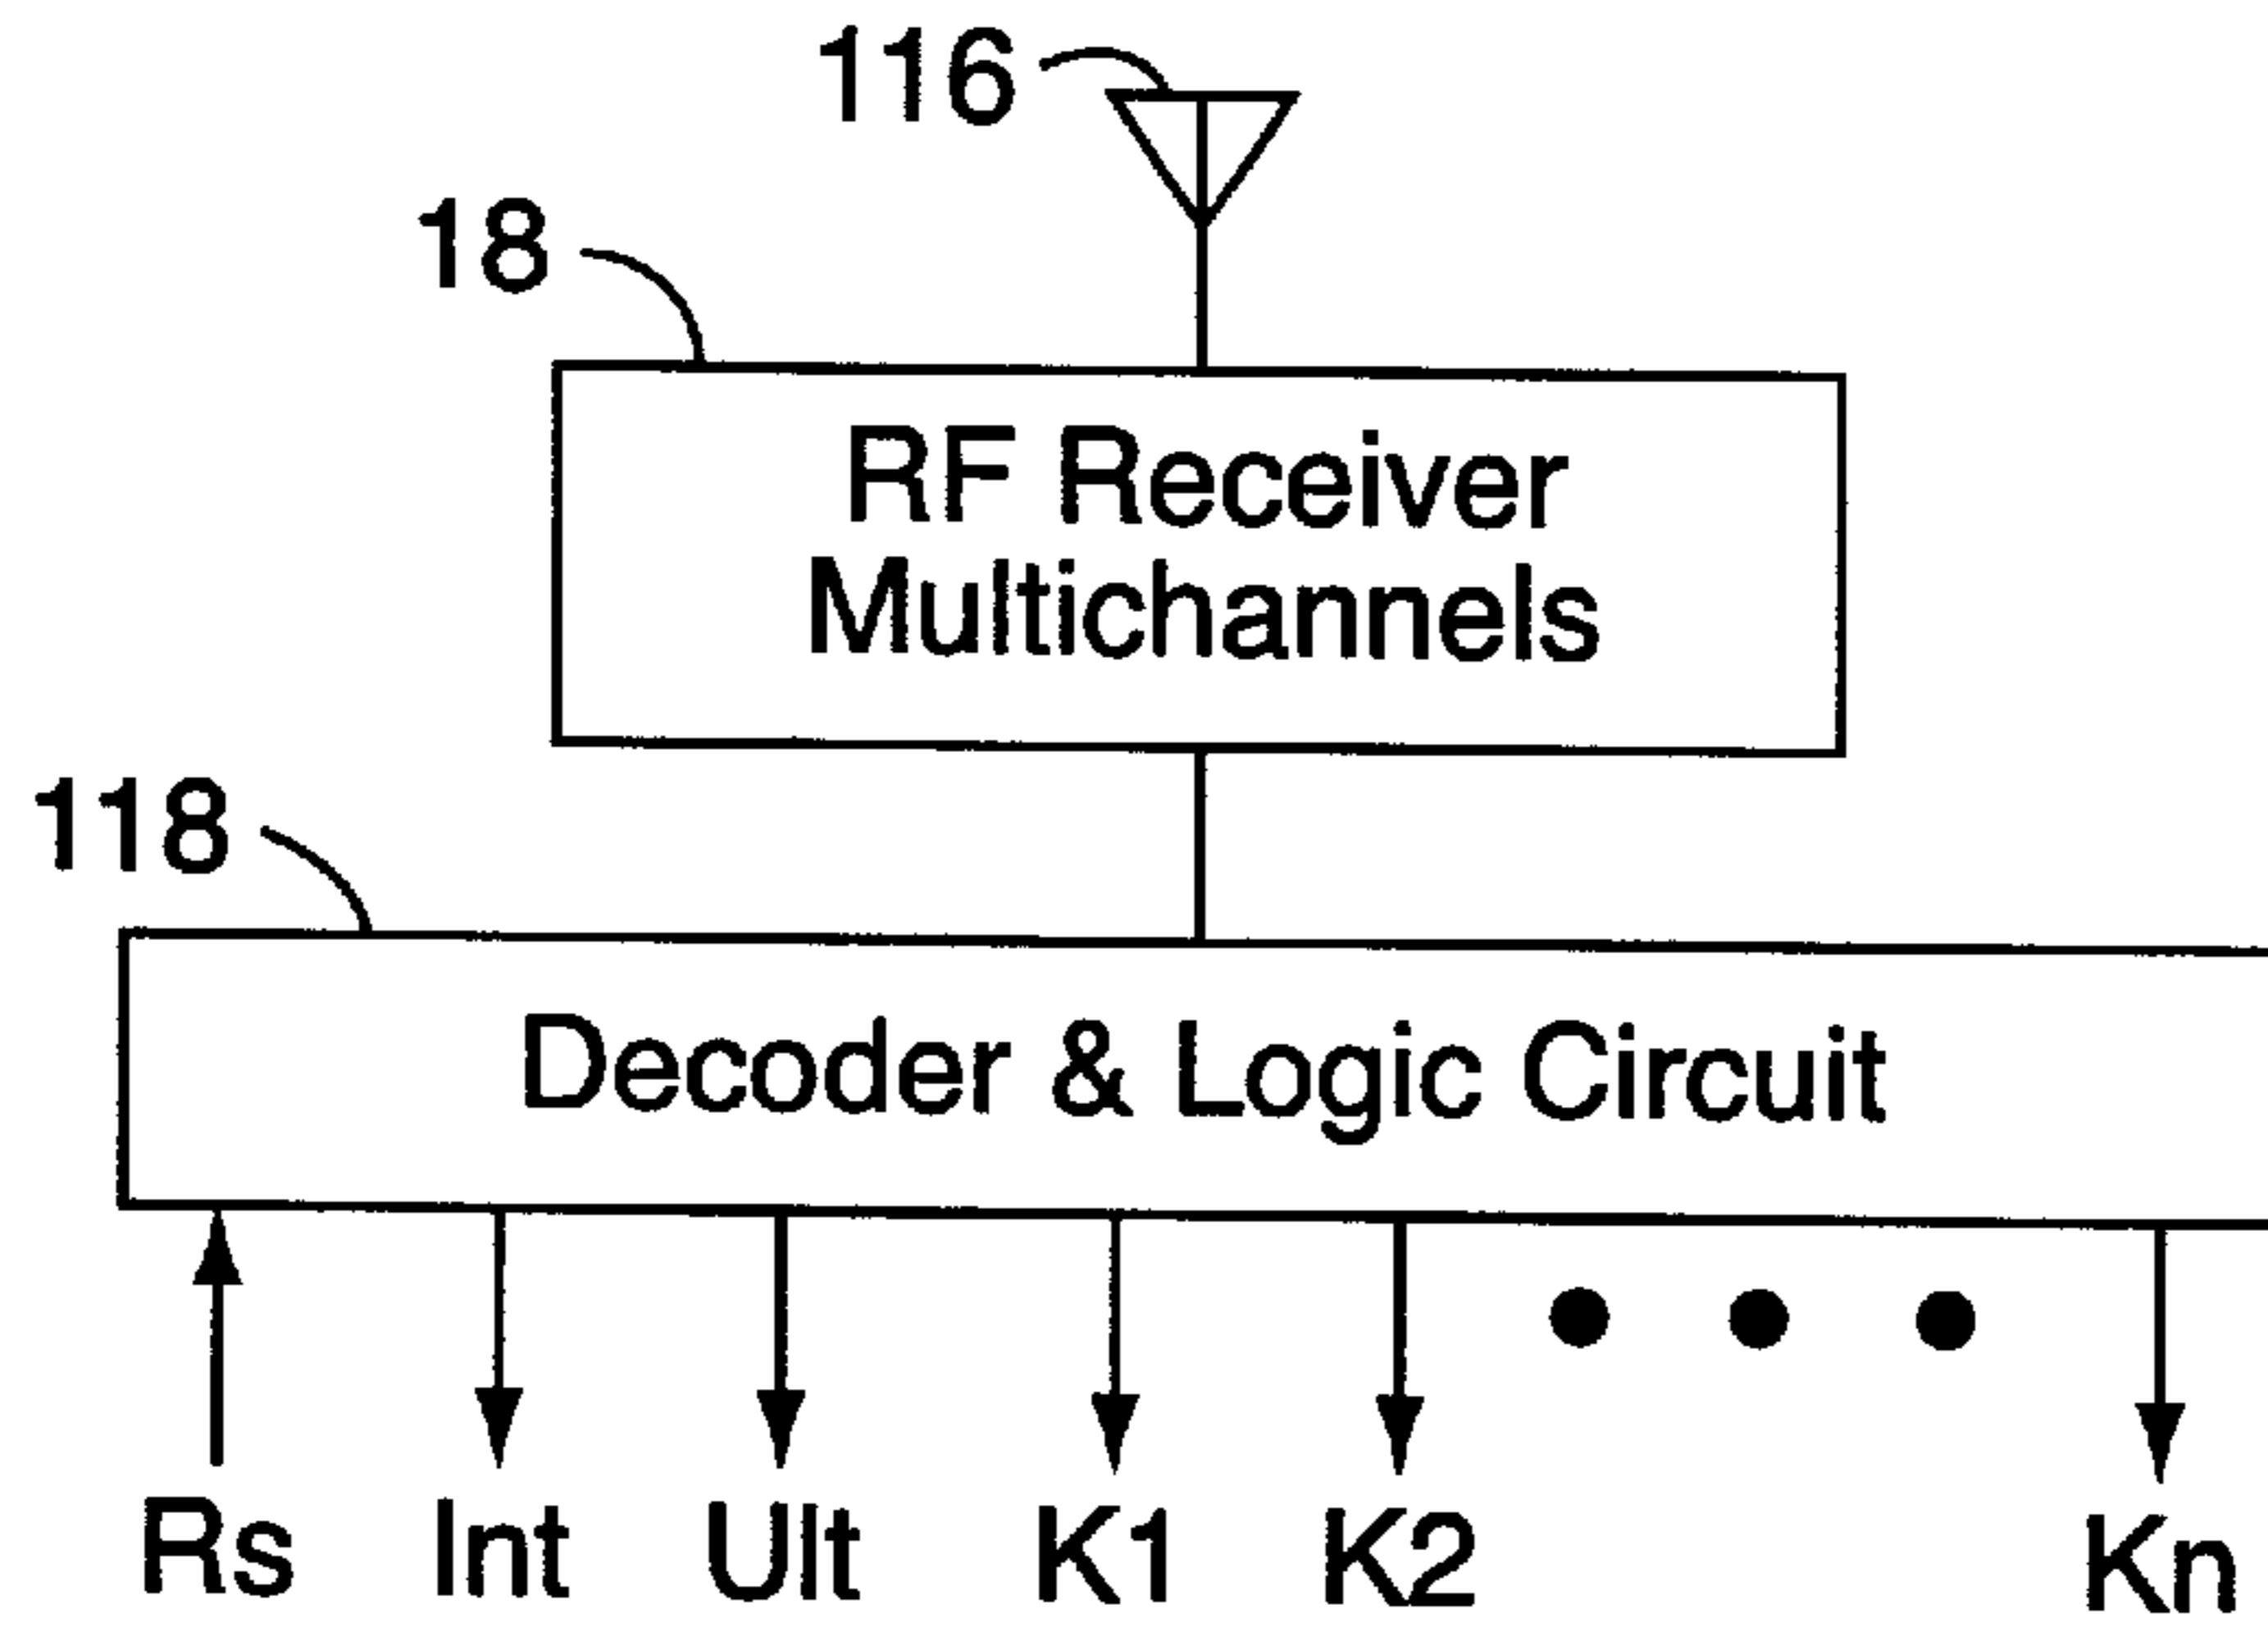 116
18
RF Receiver
Multichannels
118
Decoder & Logic Circuit
Rs Int Ult K1 K2 Kn